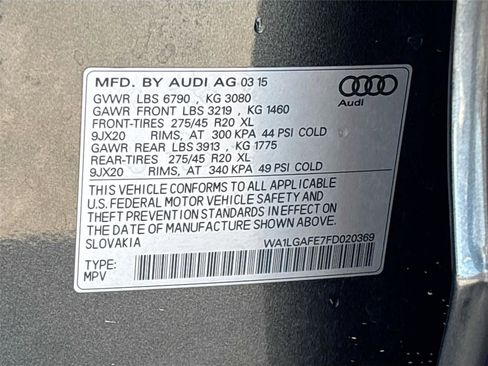 MFD. BY AUDI AG 03 15
GVWR LBS 6790 , KG 3080
GAWR FRONT LBS 3219 , KG 1460
FRONT-TIRES 275/45 R20 XL
9JX20 RIMS, AT 300 KPA 44 PSI COLD
GAWR REAR LBS 3913 , KG 1775
REAR-TIRES 275/45 R20 XL
9JX20 RIMS, AT 340 KPA 49 PSI COLD
THIS VEHICLE CONFORMS TO ALL APPLICABLE
U.S. FEDERAL MOTOR VEHICLE SAFETY AND
THEFT PREVENTION STANDARDS IN EFFECT ON
THE DATE OF MANUFACTURE SHOWN ABOVE.
SLOVAKIA WA1LGAFE7FD020369
TYPE:
MPV
Audi